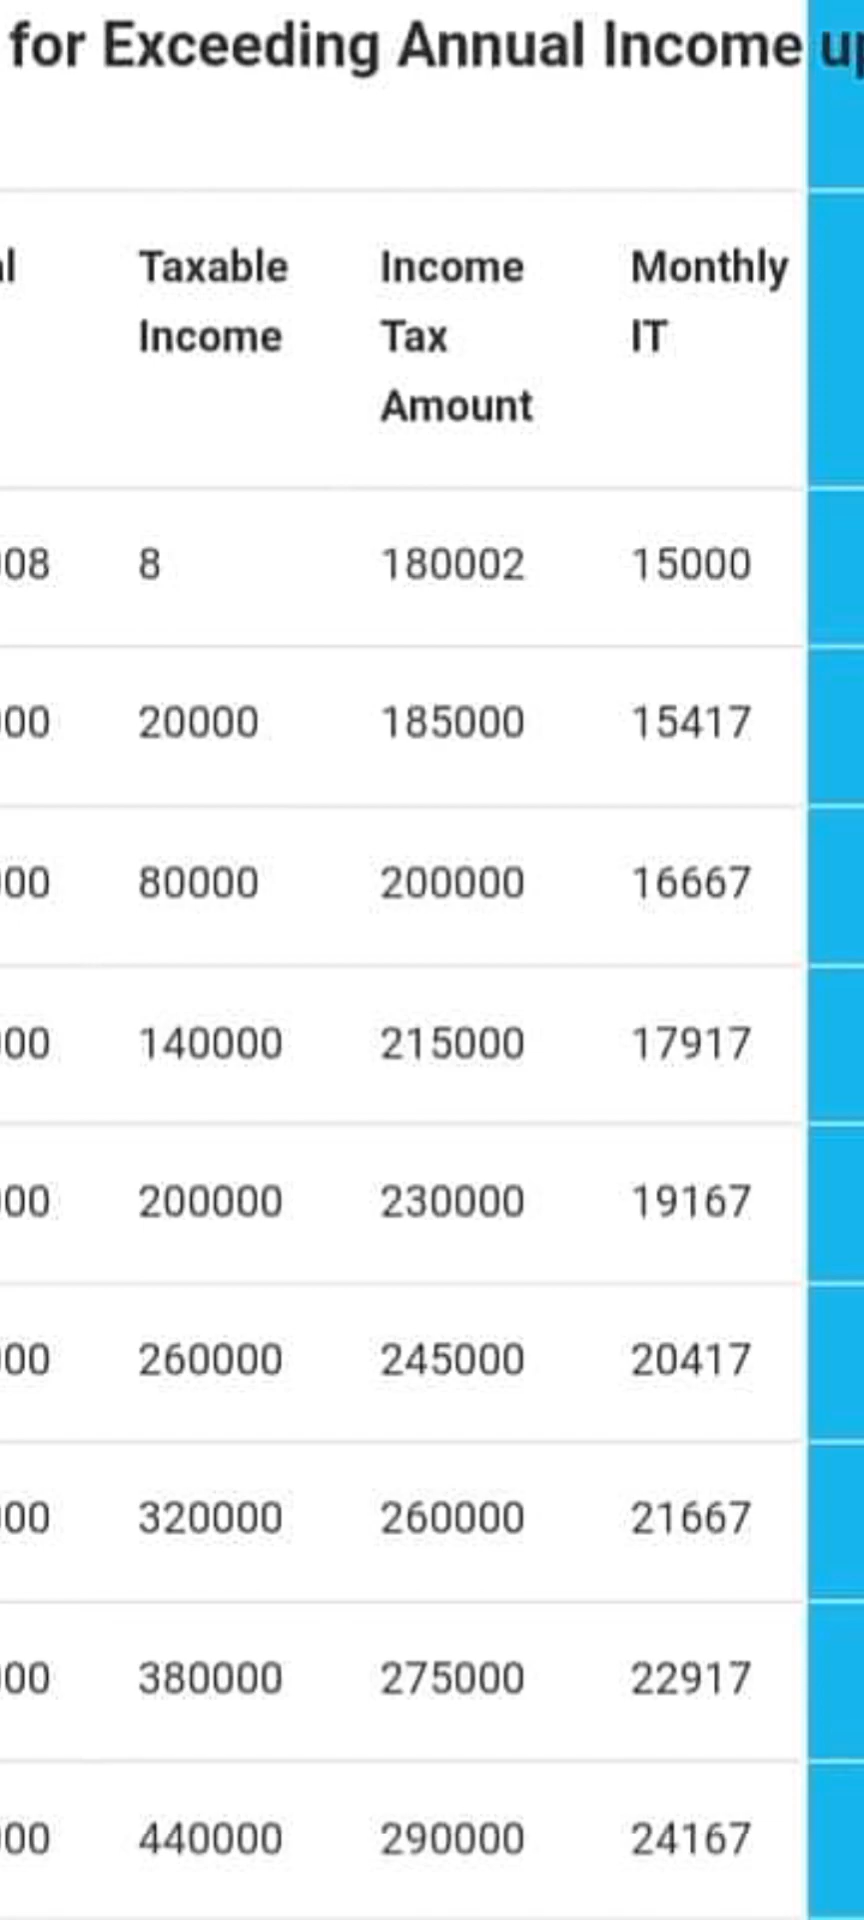 for Exceeding Annual Income up
l Taxable Income Income Tax Amount Monthly IT
008 8 180002 15000
000 20000 185000 15417
000 80000 200000 16667
000 140000 215000 17917
000 200000 230000 19167
000 260000 245000 20417
000 320000 260000 21667
000 380000 275000 22917
000 440000 290000 24167